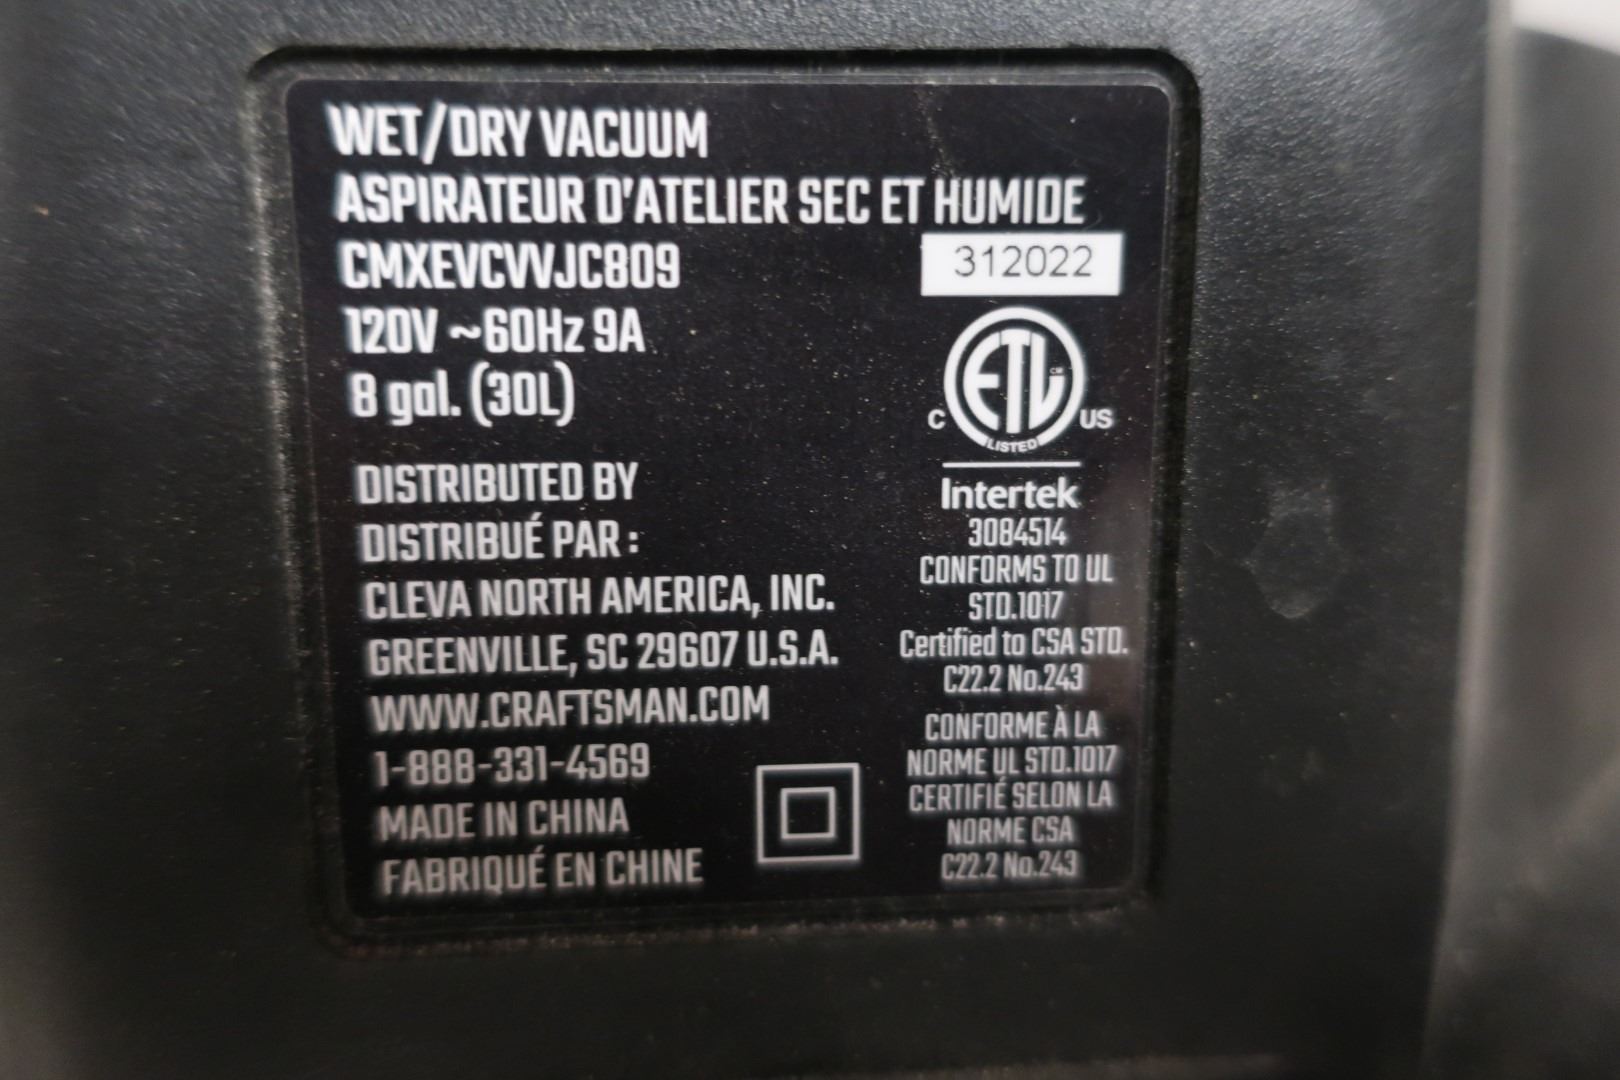 WET/DRY VACUUM
ASPIRATEUR D'ATELIER SEC ET HUMIDE
CMXEVCVVJC809
120V ~60Hz 9A
8 gal. (30L)
DISTRIBUTED BY
DISTRIBUÉ PAR :
CLEVA NORTH AMERICA, INC.
GREENVILLE, SC 29607 U.S.A.
WWW.CRAFTSMAN.COM
1-888-331-4569
MADE IN CHINA
FABRIQUÉ EN CHINE
312022
ETL CM
C US
LISTED
Intertek
3084514
CONFORMS TO UL
STD.1017
Certified to CSA STD.
C22.2 No.243
CONFORME À LA
NORME UL STD.1017
CERTIFIÉ SELON LA
NORME CSA
C22.2 No.243